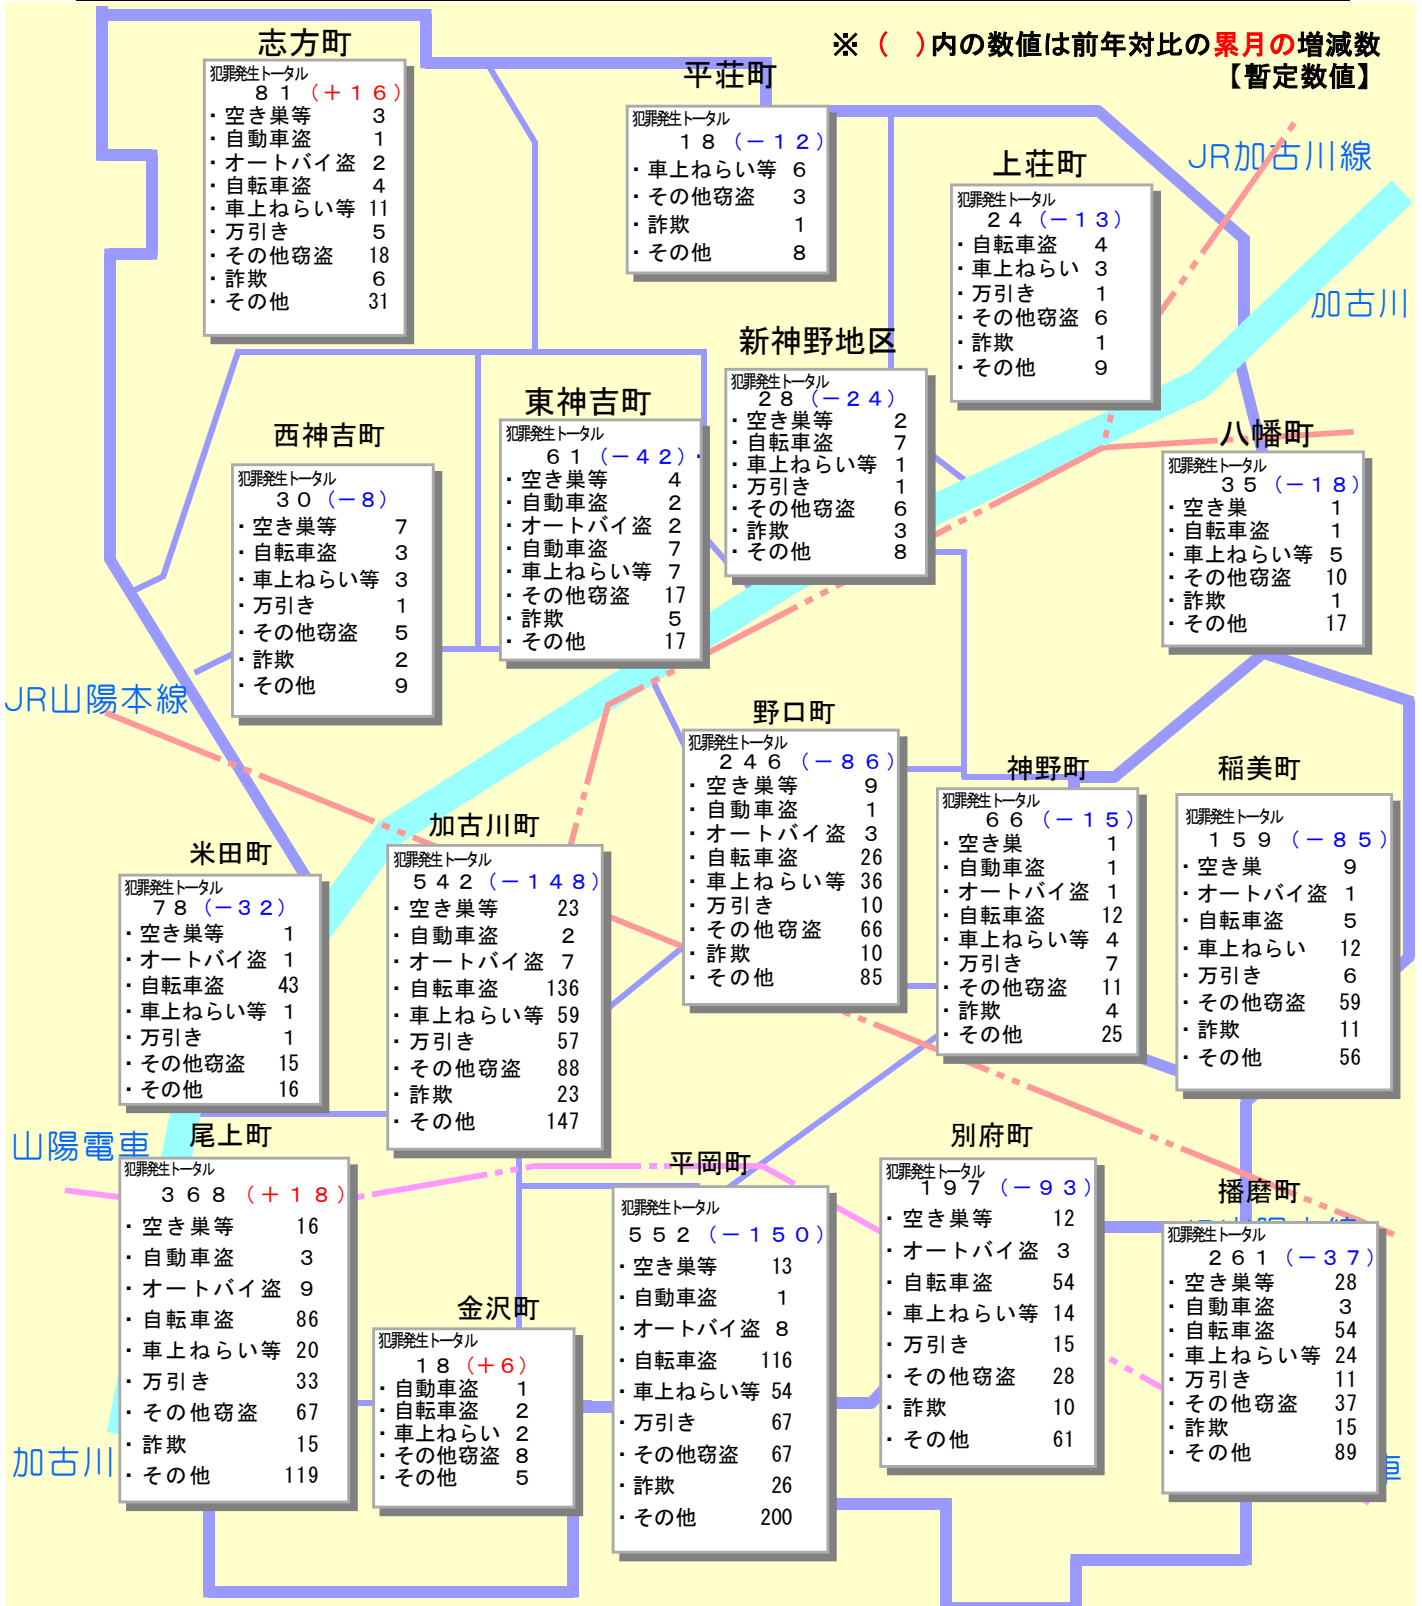 ※（　）内の数値は前年対比の累月の増減数
【暫定数値】
志方町
犯罪発生トータル
８１（＋１６）
・空き巣等 3
・自動車盗 1
・オートバイ盗 2
・自転車盗 4
・車上ねらい等 11
・万引き 5
・その他窃盗 18
・詐欺 6
・その他 31
平荘町
犯罪発生トータル
１８（－１２）
・車上ねらい等 6
・その他窃盗 3
・詐欺 1
・その他 8
上荘町
犯罪発生トータル
２４（－１３）
・自転車盗 4
・車上ねらい 3
・万引き 1
・その他窃盗 6
・詐欺 1
・その他 9
JR加古川線
加古川
新神野地区
犯罪発生トータル
２８（－２４）
・空き巣等 2
・自転車盗 7
・車上ねらい等 1
・万引き 1
・その他窃盗 6
・詐欺 3
・その他 8
東神吉町
犯罪発生トータル
６１（－４２）・
・空き巣等 4
・自動車盗 2
・オートバイ盗 2
・自動車盗 7
・車上ねらい等 7
・その他窃盗 17
・詐欺 5
・その他 17
西神吉町
犯罪発生トータル
３０（－８）
・空き巣等 7
・自転車盗 3
・車上ねらい等 3
・万引き 1
・その他窃盗 5
・詐欺 2
・その他 9
八幡町
犯罪発生トータル
３５（－１８）
・空き巣 1
・自転車盗 1
・車上ねらい等 5
・その他窃盗 10
・詐欺 1
・その他 17
JR山陽本線
野口町
犯罪発生トータル
２４６（－８６）
・空き巣等 9
・自動車盗 1
・オートバイ盗 3
・自転車盗 26
・車上ねらい等 36
・万引き 10
・その他窃盗 66
・詐欺 10
・その他 85
神野町
犯罪発生トータル
６６（－１５）
・空き巣 1
・自動車盗 1
・オートバイ盗 1
・自転車盗 12
・車上ねらい等 4
・万引き 7
・その他窃盗 11
・詐欺 4
・その他 25
稲美町
犯罪発生トータル
１５９（－８５）
・空き巣 9
・オートバイ盗 1
・自転車盗 5
・車上ねらい 12
・万引き 6
・その他窃盗 59
・詐欺 11
・その他 56
加古川町
犯罪発生トータル
５４２（－１４８）
・空き巣等 23
・自動車盗 2
・オートバイ盗 7
・自転車盗 136
・車上ねらい等 59
・万引き 57
・その他窃盗 88
・詐欺 23
・その他 147
米田町
犯罪発生トータル
７８（－３２）
・空き巣等 1
・オートバイ盗 1
・自転車盗 43
・車上ねらい等 1
・万引き 1
・その他窃盗 15
・その他 16
山陽電車
尾上町
犯罪発生トータル
３６８（＋１８）
・空き巣等 16
・自動車盗 3
・オートバイ盗 9
・自転車盗 86
・車上ねらい等 20
・万引き 33
・その他窃盗 67
・詐欺 15
・その他 119
加古川
金沢町
犯罪発生トータル
１８（＋６）
・自動車盗 1
・自転車盗 2
・車上ねらい 2
・その他窃盗 8
・その他 5
平岡町
犯罪発生トータル
５５２（－１５０）
・空き巣等 13
・自動車盗 1
・オートバイ盗 8
・自転車盗 116
・車上ねらい等 54
・万引き 67
・その他窃盗 67
・詐欺 26
・その他 200
別府町
犯罪発生トータル
１９７（－９３）
・空き巣等 12
・オートバイ盗 3
・自転車盗 54
・車上ねらい等 14
・万引き 15
・その他窃盗 28
・詐欺 10
・その他 61
播磨町
犯罪発生トータル
２６１（－３７）
・空き巣等 28
・自動車盗 3
・自転車盗 54
・車上ねらい等 24
・万引き 11
・その他窃盗 37
・詐欺 15
・その他 89
車